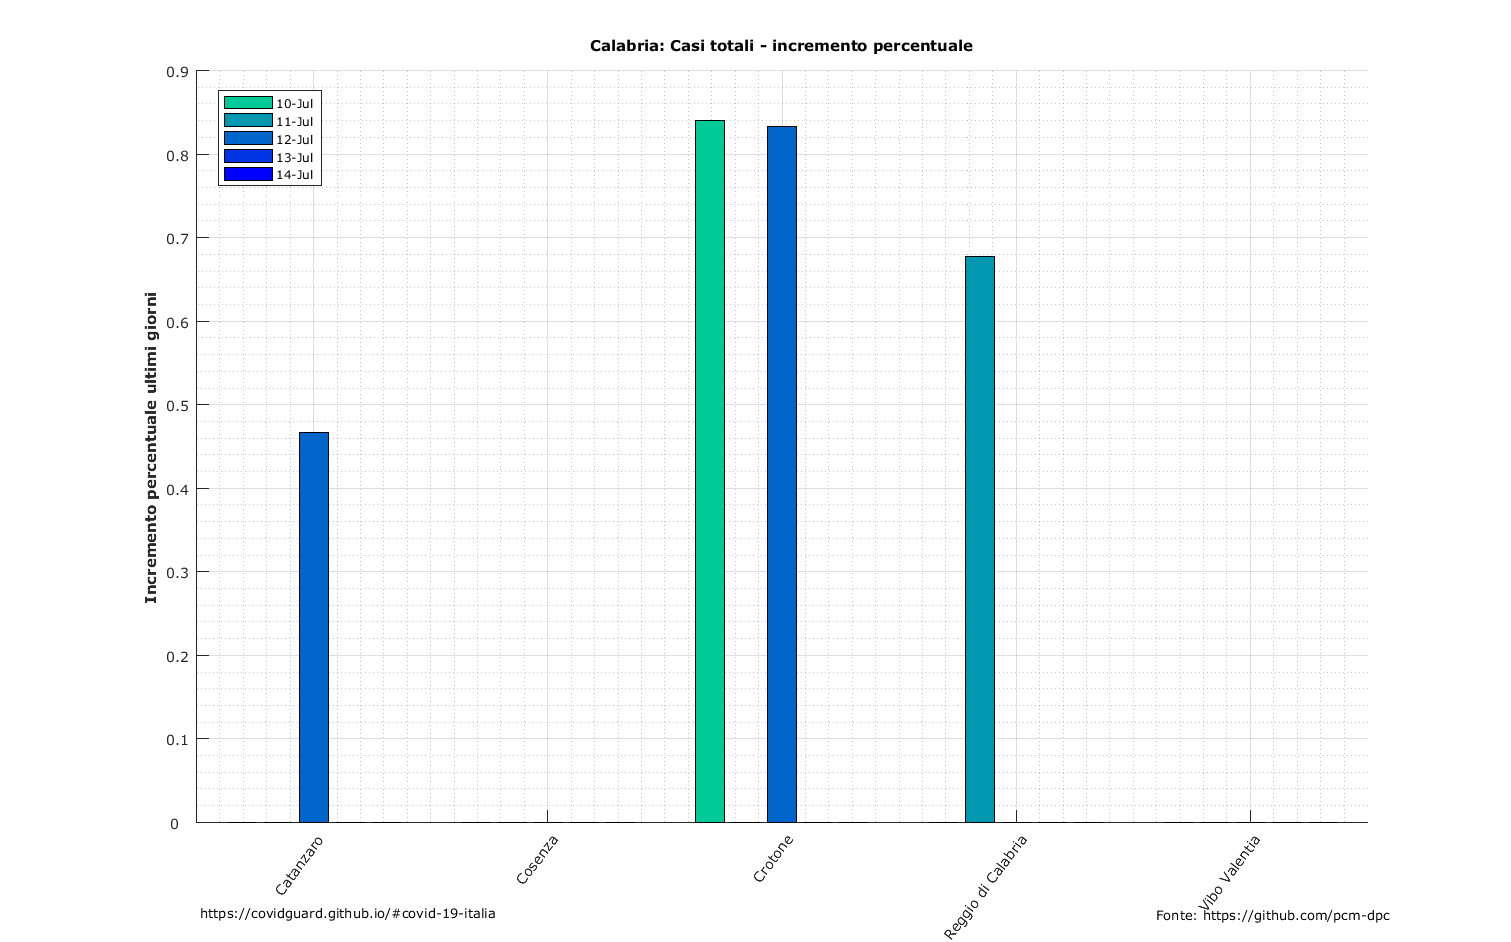 Calabria: Casi totali - incremento percentuale
0.9
0.8
0.7
0.6
0.5
0.4
0.3
0.2
0.1
0
Incremento percentuale ultimi giorni
10-Jul
11-Jul
12-Jul
13-Jul
14-Jul
Catanzaro
Cosenza
Crotone
Reggio di Calabria
Vibo Valentia
https://covidguard.github.io/#covid-19-italia
Fonte: https://github.com/pcm-dpc